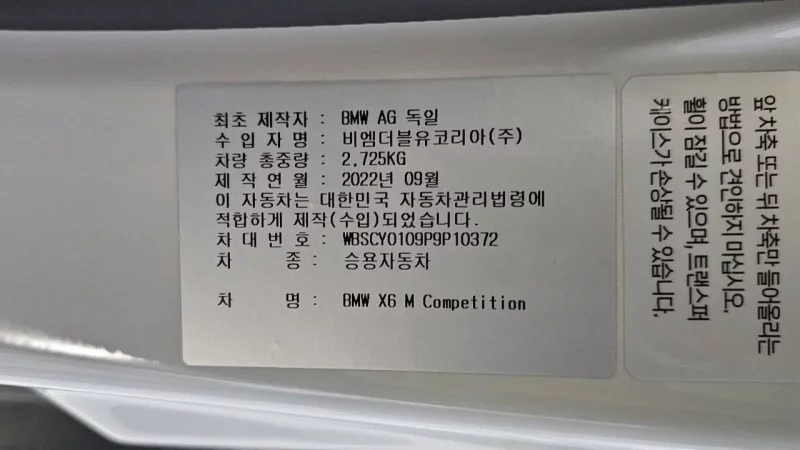 최초 제작자 : BMW AG 독일
수 입 자 명 : 비엠더블유코리아(주)
차량 총중량 : 2,725KG
제 작 연 월 : 2022년 09월
이 자동차는 대한민국 자동차관리법령에
적합하게 제작(수입)되었습니다.
차 대 번 호 : WBSCY0109P9P10372
차 종 : 승용자동차
차 명 : BMW X6 M Competition
앞 차축 또는 뒤 차축만 들어올리는
방법으로 견인하지 마십시오.
휠이 잠길 수 있으며, 트랜스퍼
케이스가 손상될 수 있습니다.